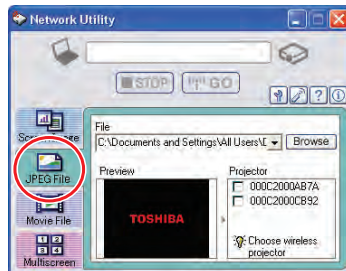 Network Utility
STOP GO
File
C:\Documents and Settings\All Users\D
Browse
JPEG File
Preview
Projector
000C2000AB7A
000C2000CB92
TOSHIBA
Movie File
Choose wireless
projector
Multiscreen